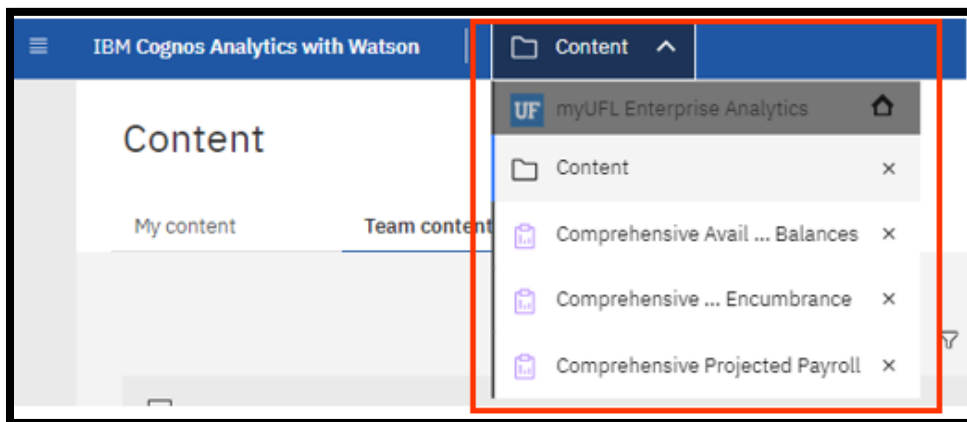 IBM Cognos Analytics with Watson
Content
UF myUFL Enterprise Analytics
Content
Content
My content
Team content
Comprehensive Avail ... Balances
Comprehensive ... Encumbrance
Comprehensive Projected Payroll